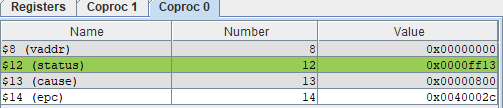 Registers Coproc 1 Coproc 0
Name Number Value
$8 (vaddr) 8 0x00000000
$12 (status) 12 0x0000ff13
$13 (cause) 13 0x00000800
$14 (epc) 14 0x0040002c